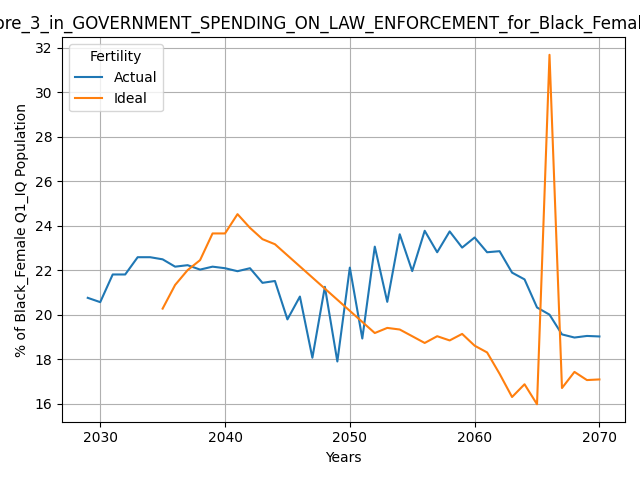 ore_3_in_GOVERNMENT_SPENDING_ON_LAW_ENFORCEMENT_for_Black_Femal
Fertility
Actual
Ideal
% of Black_Female Q1_IQ Population
32
30
28
26
24
22
20
18
16
2030 2040 2050 2060 2070
Years